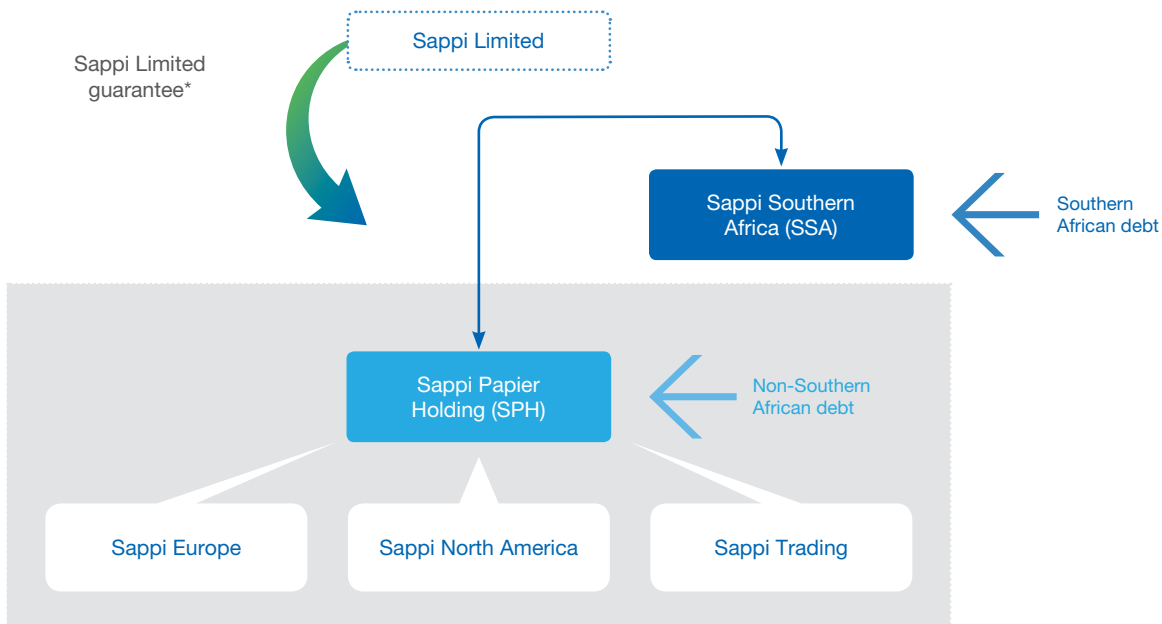 Sappi Limited
Sappi Limited
guarantee*
Sappi Southern
Africa (SSA)
Southern
African debt
Sappi Papier
Holding (SPH)
Non-Southern
African debt
Sappi Europe
Sappi North America
Sappi Trading